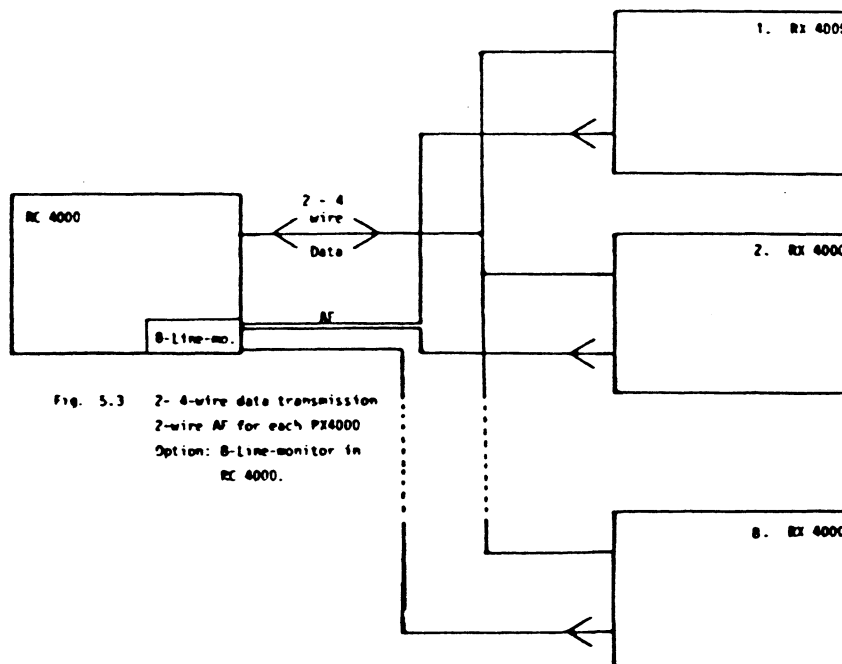 1. RX 4005
2 - 4
wire
Data
RC 4000
2. RX 4000
AF
8-Line-mo.
Fig. 5.3 2- 4-wire data transmission
2-wire AF for each PX4000
Option: 8-Line-monitor in
RC 4000.
8. RX 4000